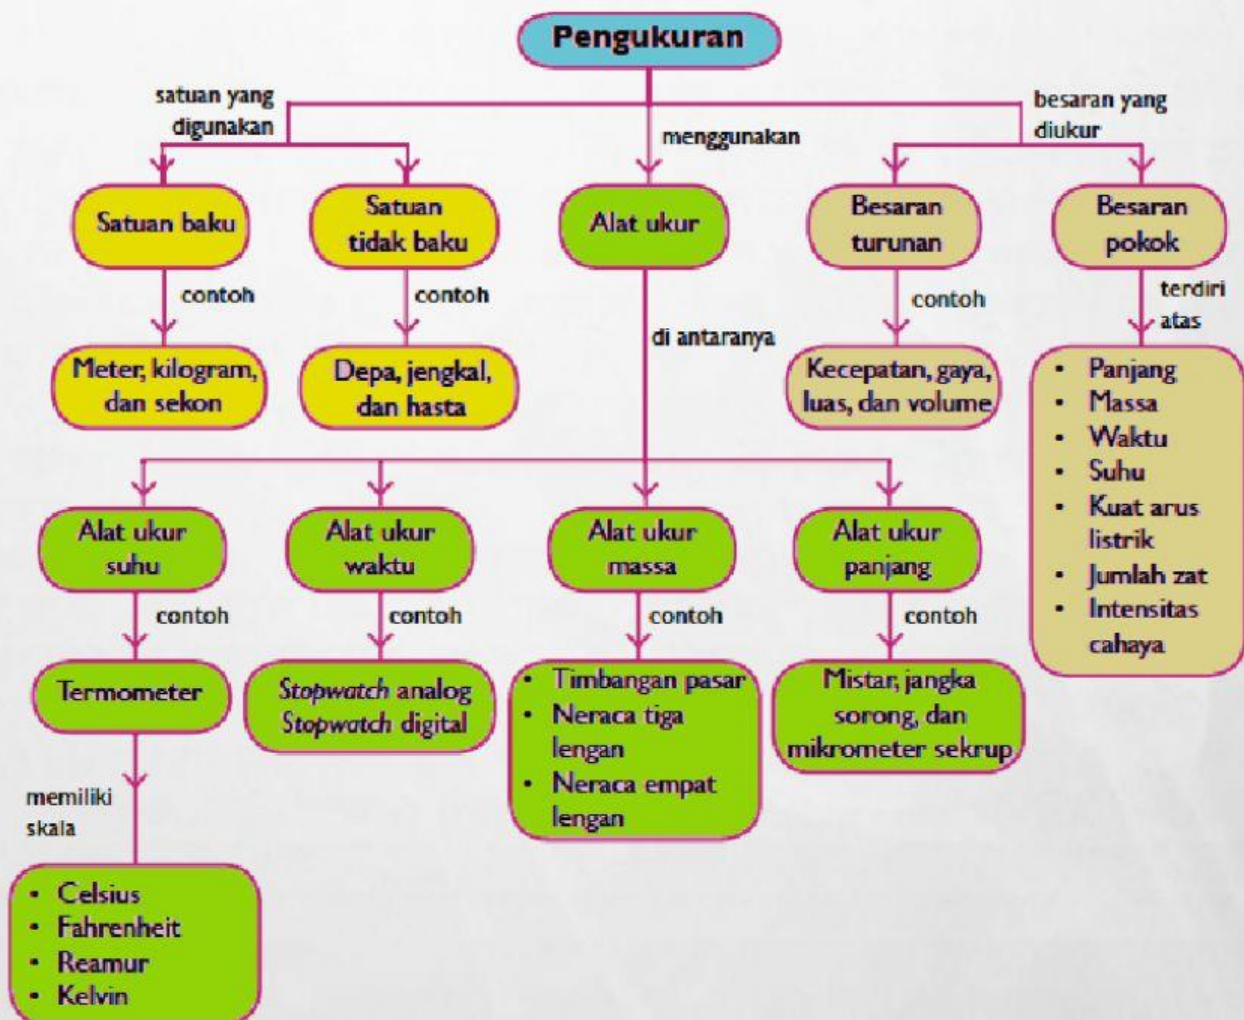 Pengukuran
satuan yang
digunakan
menggunakan
besaran yang
diukur
Satuan baku
Satuan
tidak baku
Alat ukur
Besaran
turunan
Besaran
pokok
contoh
contoh
di antaranya
contoh
terdiri
atas
Meter, kilogram,
dan sekon
Depa, jengkal,
dan hasta
Kecepatan, gaya,
luas, dan volume
• Panjang
• Massa
• Waktu
• Suhu
• Kuat arus
listrik
• Jumlah zat
• Intensitas
cahaya
Alat ukur
suhu
Alat ukur
waktu
Alat ukur
massa
Alat ukur
panjang
contoh
contoh
contoh
contoh
Termometer
Stopwatch analog
Stopwatch digital
• Timbangan pasar
• Neraca tiga
lengan
• Neraca empat
lengan
Mistar, jangka
sorong, dan
mikrometer sekrup
memiliki
skala
• Celsius
• Fahrenheit
• Reamur
• Kelvin